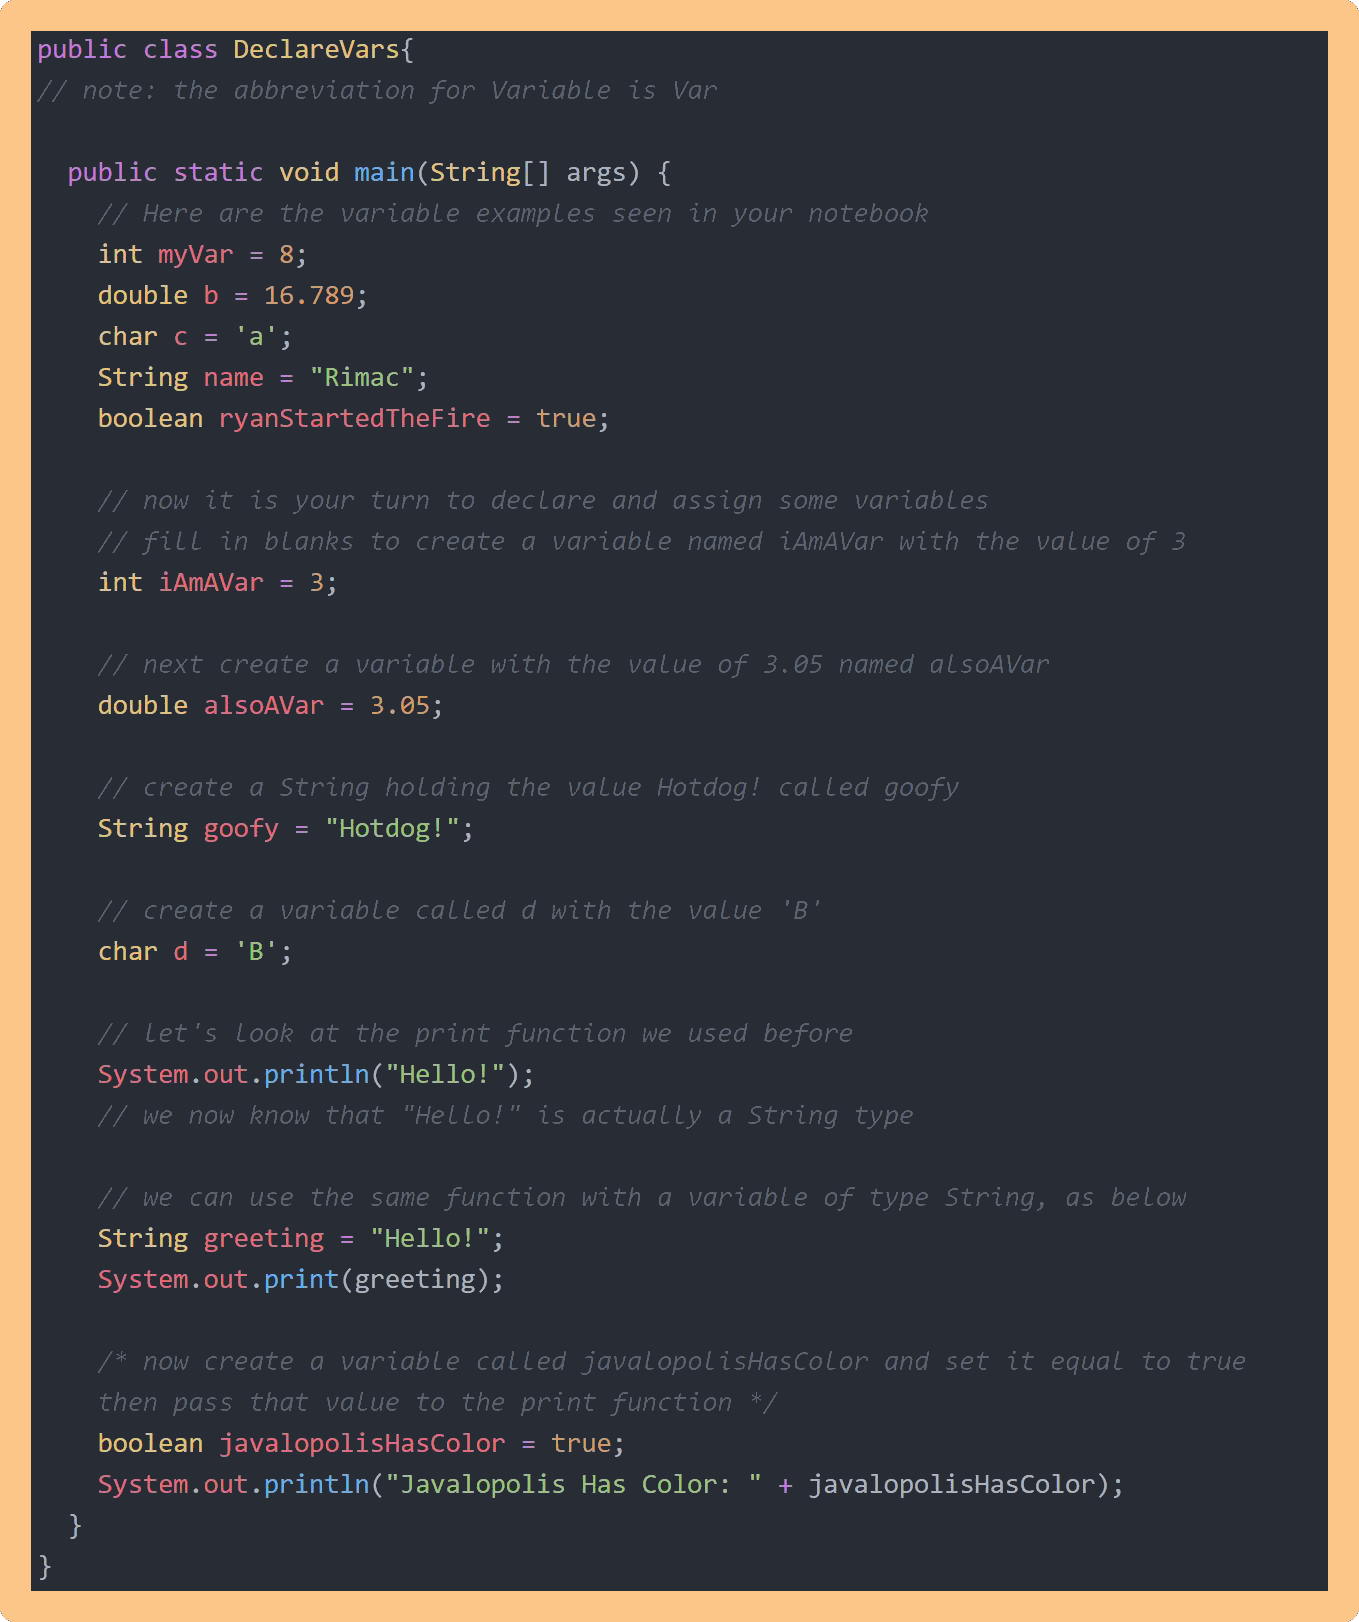 public class DeclareVars{
// note: the abbreviation for Variable is Var
public static void main(String[] args) {
// Here are the variable examples seen in your notebook
int myVar = 8;
double b = 16.789;
char c = 'a';
String name = "Rimac";
boolean ryanStartedTheFire = true;
// now it is your turn to declare and assign some variables
// fill in blanks to create a variable named iAmAVar with the value of 3
int iAmAVar = 3;
// next create a variable with the value of 3.05 named alsoAVar
double alsoAVar = 3.05;
// create a String holding the value Hotdog! called goofy
String goofy = "Hotdog!";
// create a variable called d with the value 'B'
char d = 'B';
// let's look at the print function we used before
System.out.println("Hello!");
// we now know that "Hello!" is actually a String type
// we can use the same function with a variable of type String, as below
String greeting = "Hello!";
System.out.print(greeting);
/* now create a variable called javalopolisHasColor and set it equal to true
then pass that value to the print function */
boolean javalopolisHasColor = true;
System.out.println("Javalopolis Has Color: " + javalopolisHasColor);
}
}